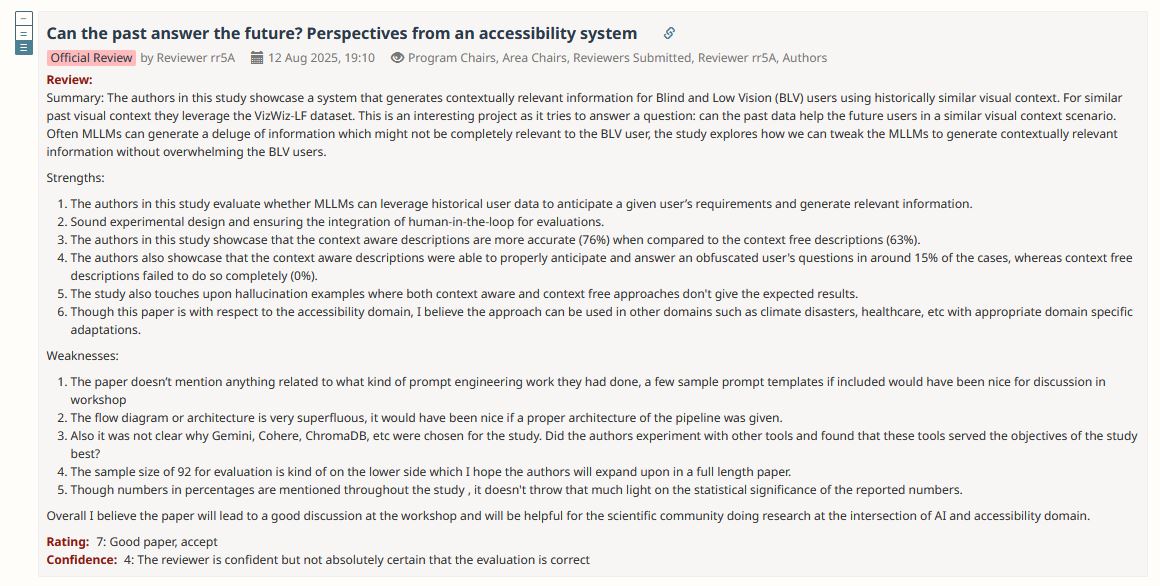 Can the past answer the future? Perspectives from an accessibility system
Official Review by Reviewer rr5A 12 Aug 2025, 19:10 Program Chairs, Area Chairs, Reviewers Submitted, Reviewer rr5A, Authors
Review:
Summary: The authors in this study showcase a system that generates contextually relevant information for Blind and Low Vision (BLV) users using historically similar visual context. For similar
past visual context they leverage the VizWiz-LF dataset. This is an interesting project as it tries to answer a question: can the past data help the future users in a similar visual context scenario.
Often MLLMs can generate a deluge of information which might not be completely relevant to the BLV user, the study explores how we can tweak the MLLMs to generate contextually relevant
information without overwhelming the BLV users.
Strengths:
1. The authors in this study evaluate whether MLLMs can leverage historical user data to anticipate a given user’s requirements and generate relevant information.
2. Sound experimental design and ensuring the integration of human-in-the-loop for evaluations.
3. The authors in this study showcase that the context aware descriptions are more accurate (76%) when compared to the context free descriptions (63%).
4. The authors also showcase that the context aware descriptions were able to properly anticipate and answer an obfuscated user's questions in around 15% of the cases, whereas context free
descriptions failed to do so completely (0%).
5. The study also touches upon hallucination examples where both context aware and context free approaches don't give the expected results.
6. Though this paper is with respect to the accessibility domain, I believe the approach can be used in other domains such as climate disasters, healthcare, etc with appropriate domain specific
adaptations.
Weaknesses:
1. The paper doesn’t mention anything related to what kind of prompt engineering work they had done, a few sample prompt templates if included would have been nice for discussion in
workshop
2. The flow diagram or architecture is very superfluous, it would have been nice if a proper architecture of the pipeline was given.
3. Also it was not clear why Gemini, Cohere, ChromaDB, etc were chosen for the study. Did the authors experiment with other tools and found that these tools served the objectives of the study
best?
4. The sample size of 92 for evaluation is kind of on the lower side which I hope the authors will expand upon in a full length paper.
5. Though numbers in percentages are mentioned throughout the study , it doesn't throw that much light on the statistical significance of the reported numbers.
Overall I believe the paper will lead to a good discussion at the workshop and will be helpful for the scientific community doing research at the intersection of AI and accessibility domain.
Rating: 7: Good paper, accept
Confidence: 4: The reviewer is confident but not absolutely certain that the evaluation is correct